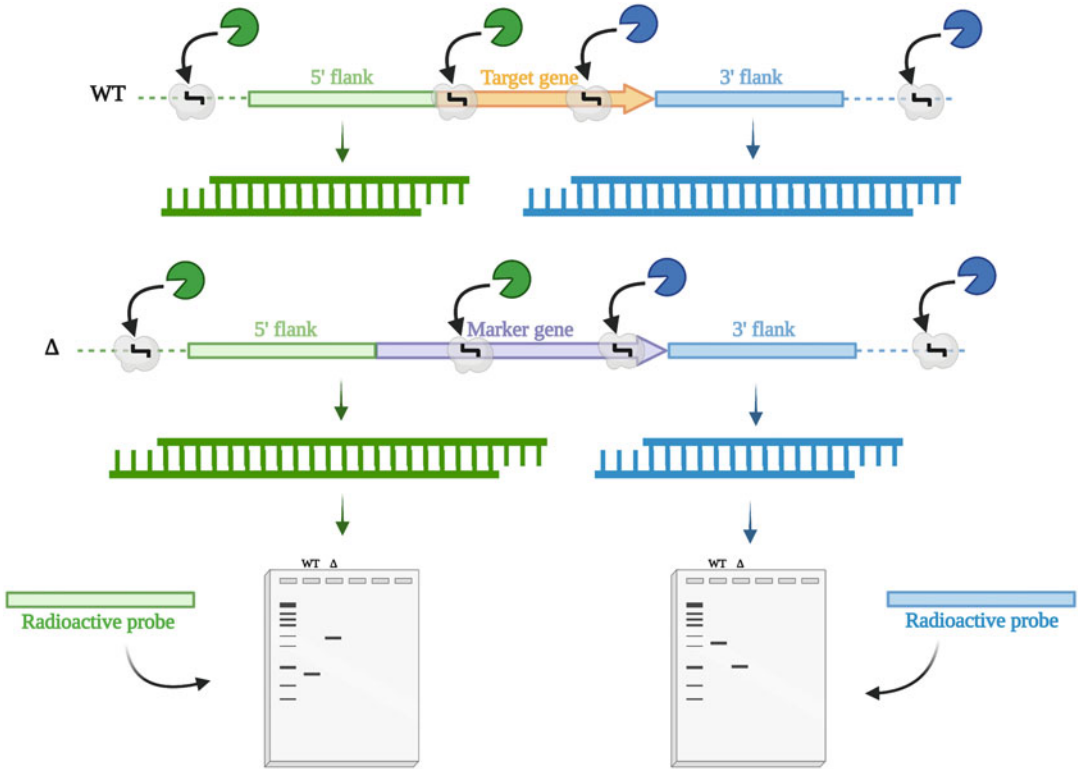 5' flank
Target gene
3' flank
WT
5' flank
Marker gene
3' flank
Δ
WT Δ
WT Δ
Radioactive probe
Radioactive probe